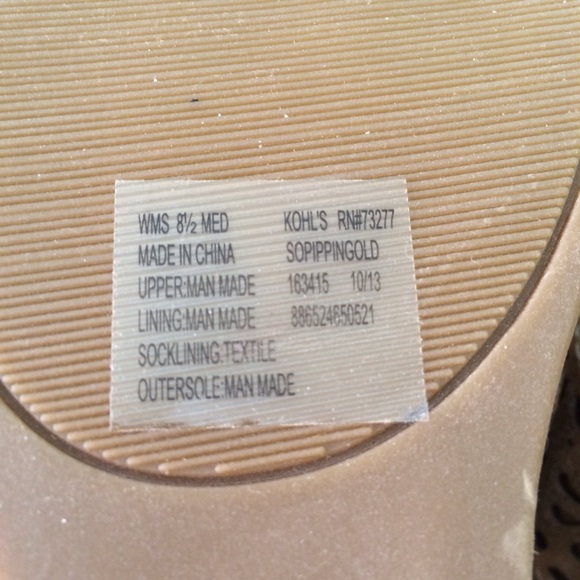 WMS 8½ MED KOHL'S RN#73277
MADE IN CHINA SOPIPPINGOLD
UPPER:MAN MADE 163415 10/13
LINING:MAN MADE 886524650521
SOCKLINING:TEXTILE
OUTERSOLE:MAN MADE